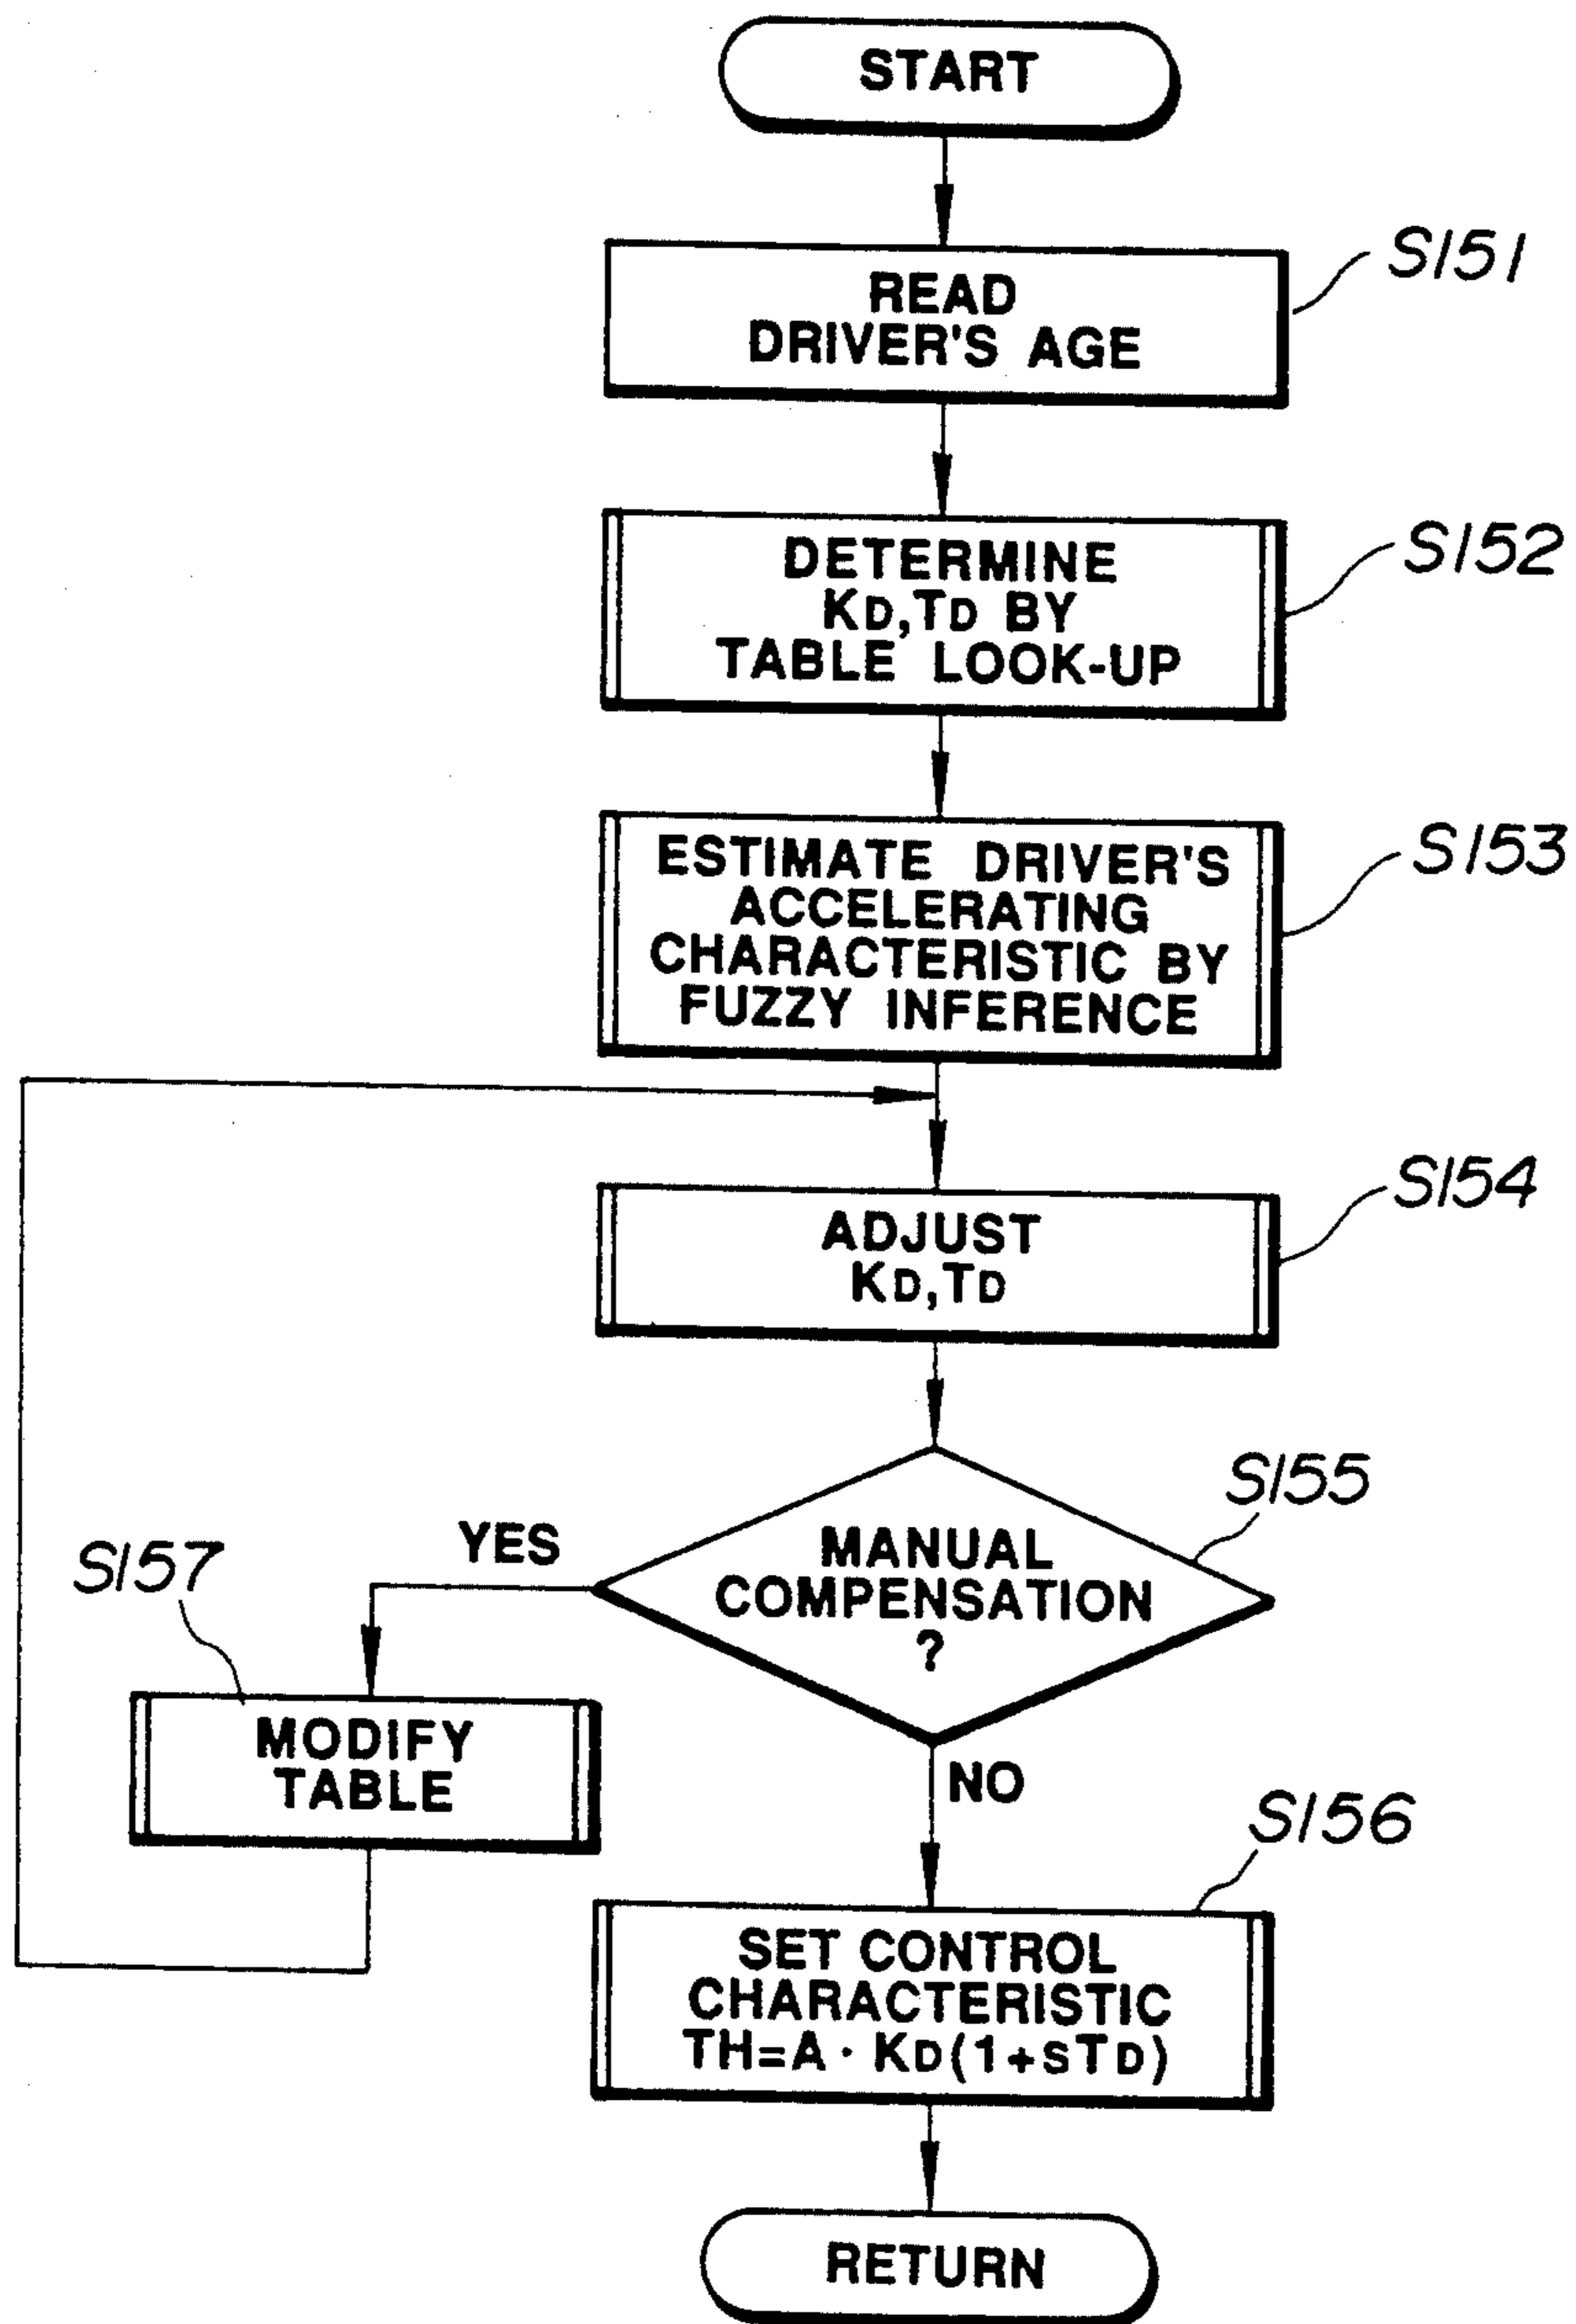 START
READ
DRIVER'S AGE
S151
DETERMINE
KD,TD BY
TABLE LOOK-UP
S152
ESTIMATE DRIVER'S
ACCELERATING
CHARACTERISTIC BY
FUZZY INFERENCE
S153
ADJUST
KD,TD
S154
MANUAL
COMPENSATION
?
S155
YES
S157
MODIFY
TABLE
NO
S156
SET CONTROL
CHARACTERISTIC
TH=A · KD(1+STD)
RETURN